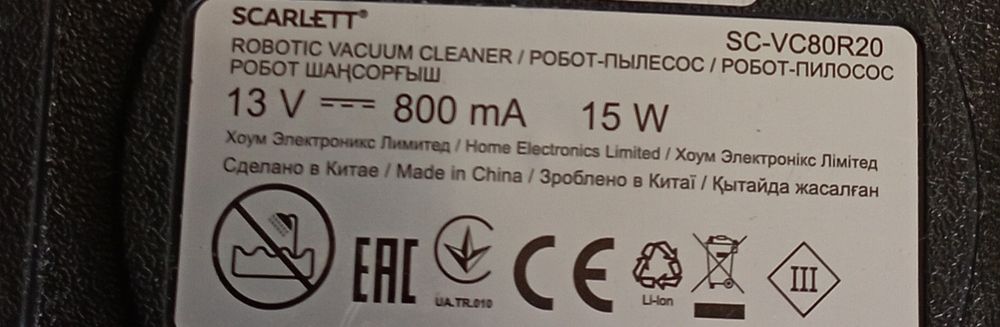 SCARLETT®
SC-VC80R20
ROBOTIC VACUUM CLEANER / РОБОТ-ПЫЛЕСОС / РОБОТ-ПИЛОСОС
РОБОТ ШАҢСОРҒЫШ
13 V ⎓ 800 mA 15 W
Хоум Электроникс Лимитед / Home Electronics Limited / Хоум Электронікс Лімітед
Сделано в Китае / Made in China / Зроблено в Китаї / Қытайда жасалған
EAC
UA.TR.010
CE
Li-Ion
III